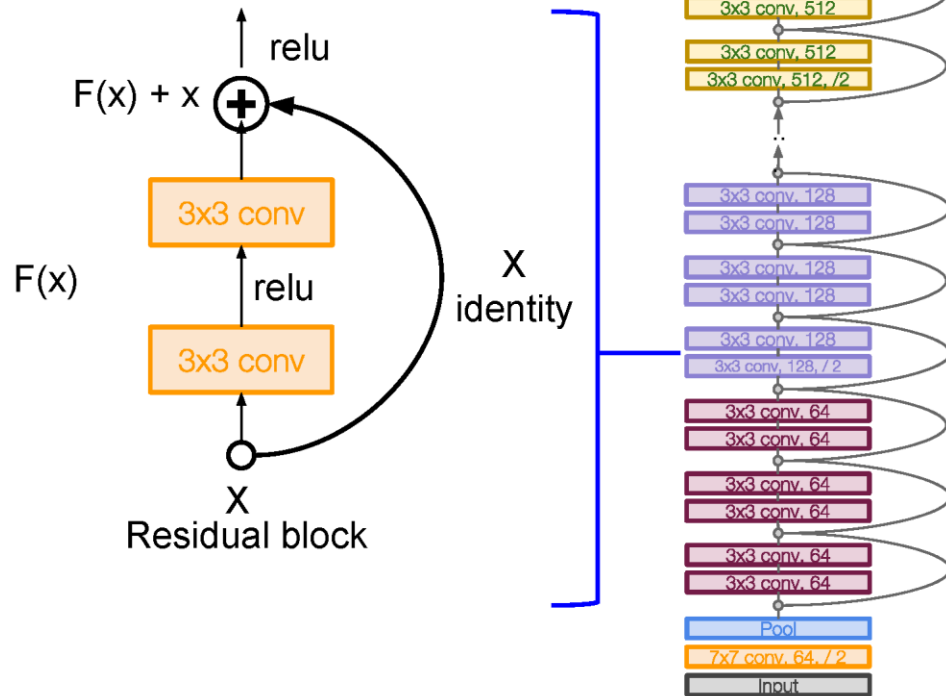 relu
F(x) + x
3x3 conv
F(x)
relu
X
identity
3x3 conv
X
Residual block
3x3 conv, 512
3x3 conv, 512
3x3 conv, 512, /2
..
3x3 conv, 128
3x3 conv, 128
3x3 conv, 128
3x3 conv, 128
3x3 conv, 128
3x3 conv, 128, / 2
3x3 conv, 64
3x3 conv, 64
3x3 conv, 64
3x3 conv, 64
3x3 conv, 64
3x3 conv, 64
Pool
7x7 conv, 64, / 2
Input